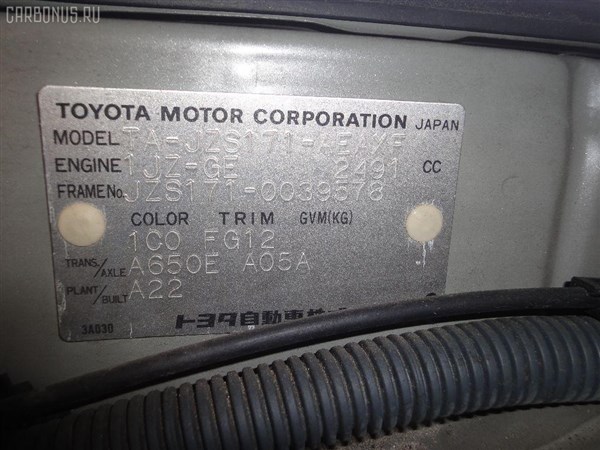 CARBONUS.RU
TOYOTA MOTOR CORPORATION JAPAN
MODEL TA-JZS171-AEAXF
ENGINE 1JZ-GE 2491 CC
FRAME No. JZS171-0039578
COLOR TRIM GVM(KG)
1C0 FG12
TRANS./AXLE A650E A05A
PLANT/BUILT A22
トヨタ自動車株
3A030